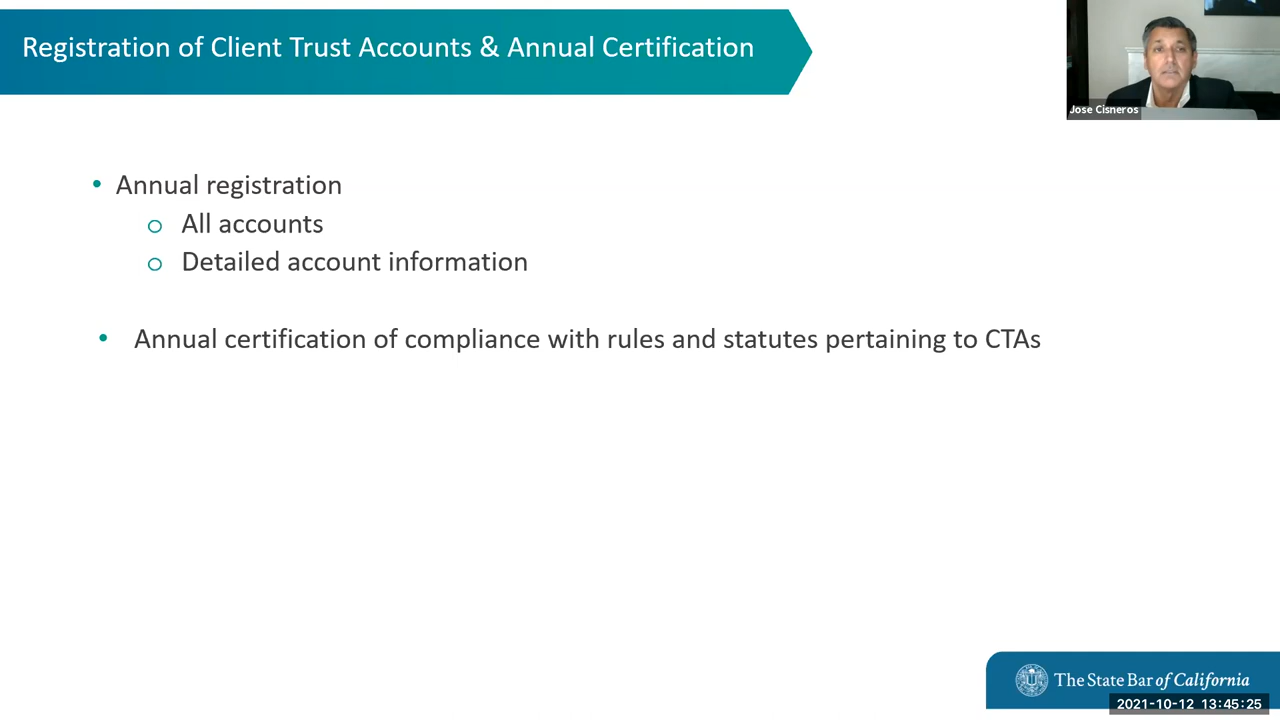 Registration of Client Trust Accounts & Annual Certification
Jose Cisneros
• Annual registration
o All accounts
o Detailed account information
• Annual certification of compliance with rules and statutes pertaining to CTAs
The State Bar of California
2021-10-12 13:45:25